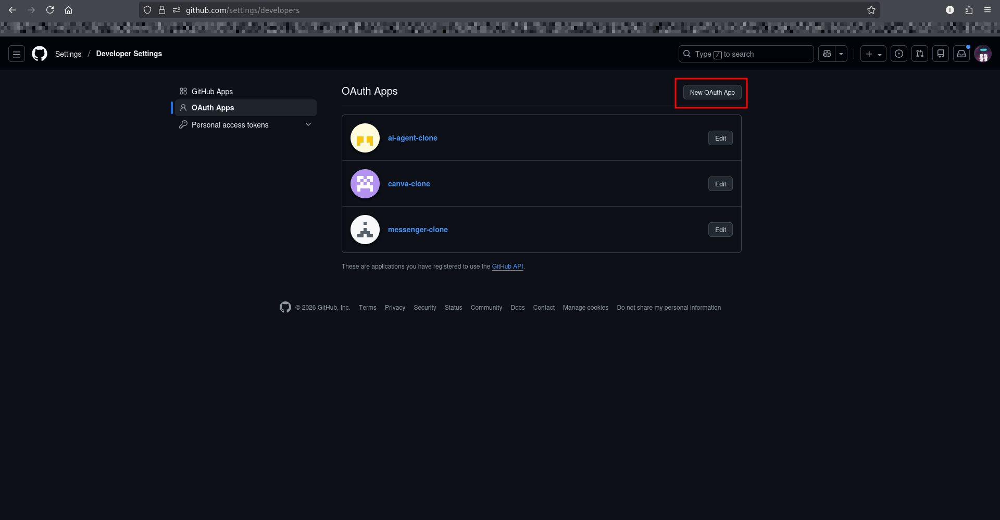 github.com/settings/developers
Settings / Developer Settings
Type / to search
GitHub Apps
OAuth Apps
Personal access tokens
OAuth Apps
New OAuth App
ai-agent-clone
Edit
canva-clone
Edit
messenger-clone
Edit
These are applications you have registered to use the GitHub API.
© 2026 GitHub, Inc. Terms Privacy Security Status Community Docs Contact Manage cookies Do not share my personal information